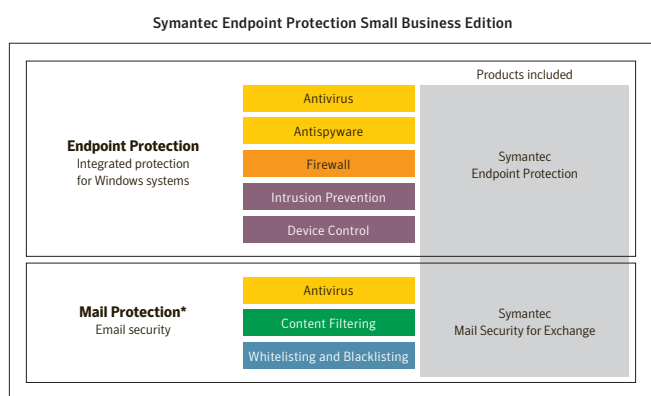 Symantec Endpoint Protection Small Business Edition
Products included
Endpoint Protection
Integrated protection
for Windows systems
Antivirus
Antispyware
Firewall
Intrusion Prevention
Device Control
Symantec
Endpoint Protection
Mail Protection*
Email security
Antivirus
Content Filtering
Whitelisting and Blacklisting
Symantec
Mail Security for Exchange